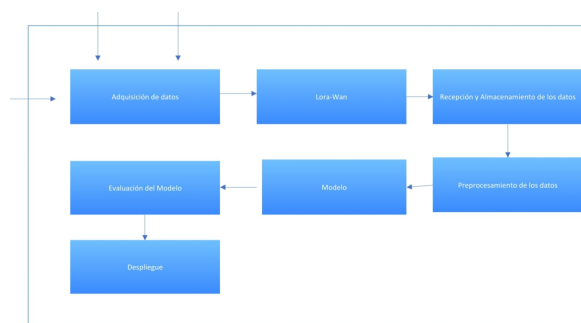 Adquisición de datos
Lora-Wan
Recepción y Almacenamiento de los datos
Evaluación del Modelo
Modelo
Preprocesamiento de los datos
Despliegue